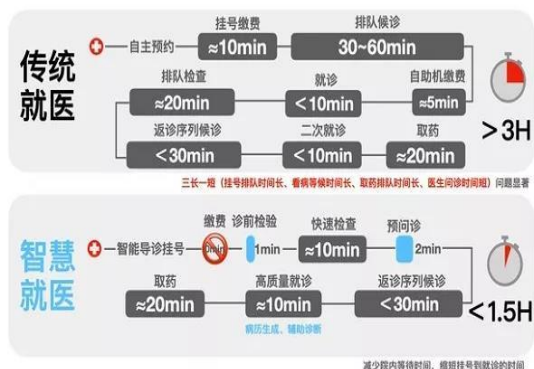 传统
就医
自主预约
挂号缴费
≈10min
排队候诊
30~60min
排队检查
≈20min
就诊
<10min
自助机缴费
≈5min
返诊序列候诊
<30min
二次就诊
<10min
取药
≈20min
>3H
三长一短（挂号排队时间长、看病等候时间长、取药排队时间长、医生问诊时间短）问题显著
智慧
就医
智能导诊挂号
缴费
0min
诊前检验
1min
快速检查
≈10min
预问诊
2min
取药
≈20min
高质量就诊
≈10min
病历生成、辅助诊断
返诊序列候诊
<30min
<1.5H
减少院内等待时间、缩短挂号到就诊的时间